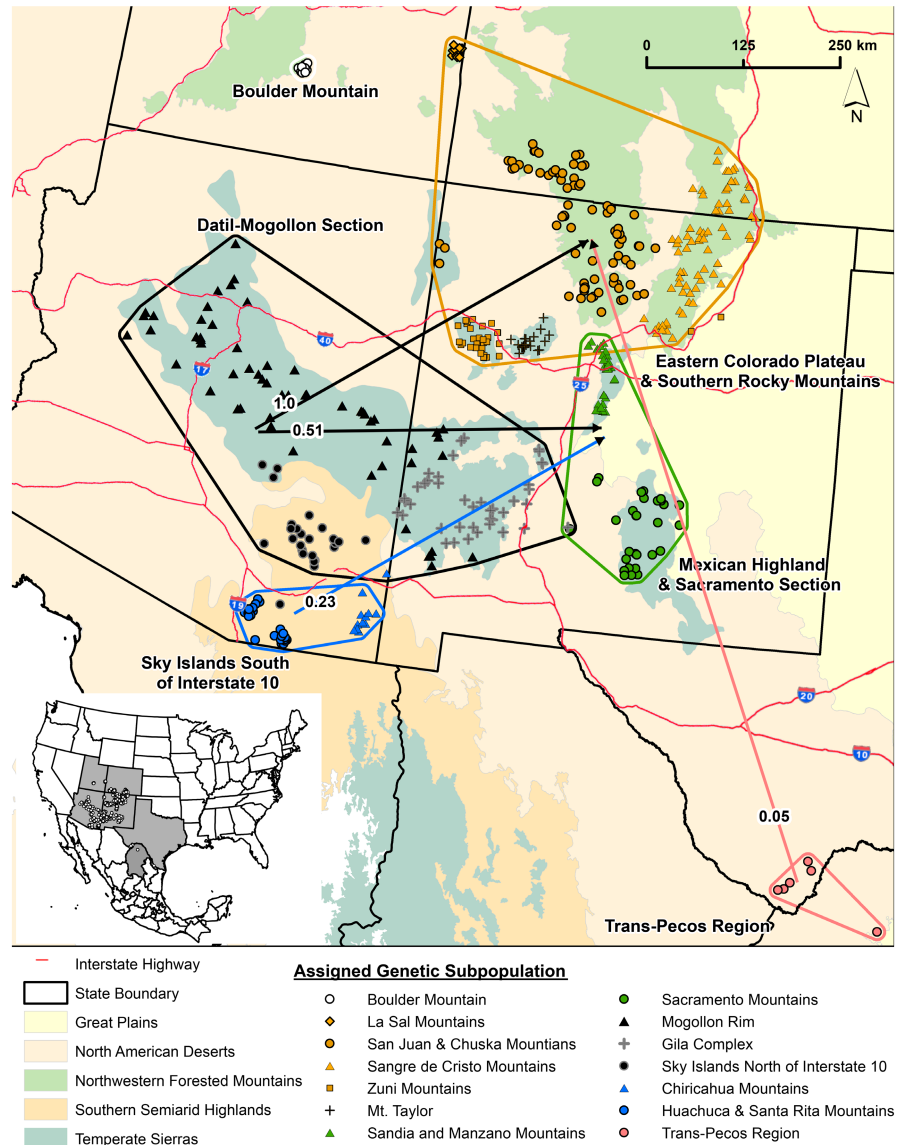 0 125 250 km
Boulder Mountain
N
Datil-Mogollon Section
40
17
Eastern Colorado Plateau
& Southern Rocky Mountains
25
1.0
0.51
Mexican Highland
& Sacramento Section
0.23
19
Sky Islands South
of Interstate 10
20
10
0.05
Trans-Pecos Region
Interstate Highway
State Boundary
Great Plains
North American Deserts
Northwestern Forested Mountains
Southern Semiarid Highlands
Temperate Sierras
Assigned Genetic Subpopulation
Boulder Mountain
La Sal Mountains
San Juan & Chuska Mountians
Sangre de Cristo Mountains
Zuni Mountains
Mt. Taylor
Sandia and Manzano Mountains
Sacramento Mountains
Mogollon Rim
Gila Complex
Sky Islands North of Interstate 10
Chiricahua Mountains
Huachuca & Santa Rita Mountains
Trans-Pecos Region